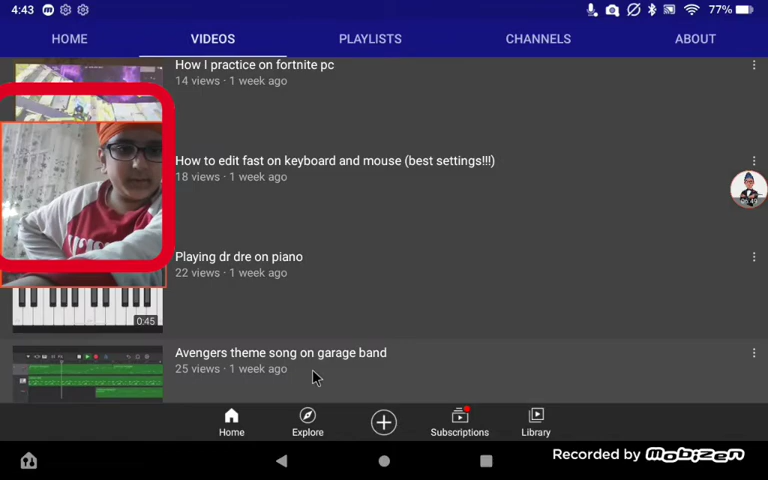 4:43
77%
HOME
VIDEOS
PLAYLISTS
CHANNELS
ABOUT
How I practice on fortnite pc
14 views · 1 week ago
How to edit fast on keyboard and mouse (best settings!!!)
18 views · 1 week ago
06:49
Playing dr dre on piano
22 views · 1 week ago
0:45
Avengers theme song on garage band
25 views · 1 week ago
Home
Explore
Subscriptions
Library
Recorded by mobizen